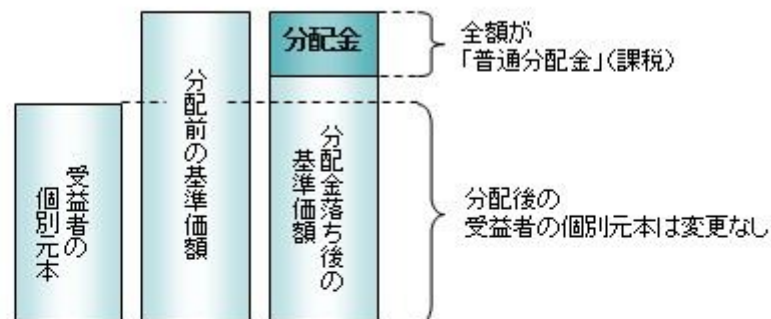 受益者の
個別元本
分配前の基準価額
分配金
分配金落ち後の
基準価額
全額が
「普通分配金」(課税)
分配後の
受益者の個別元本は変更なし